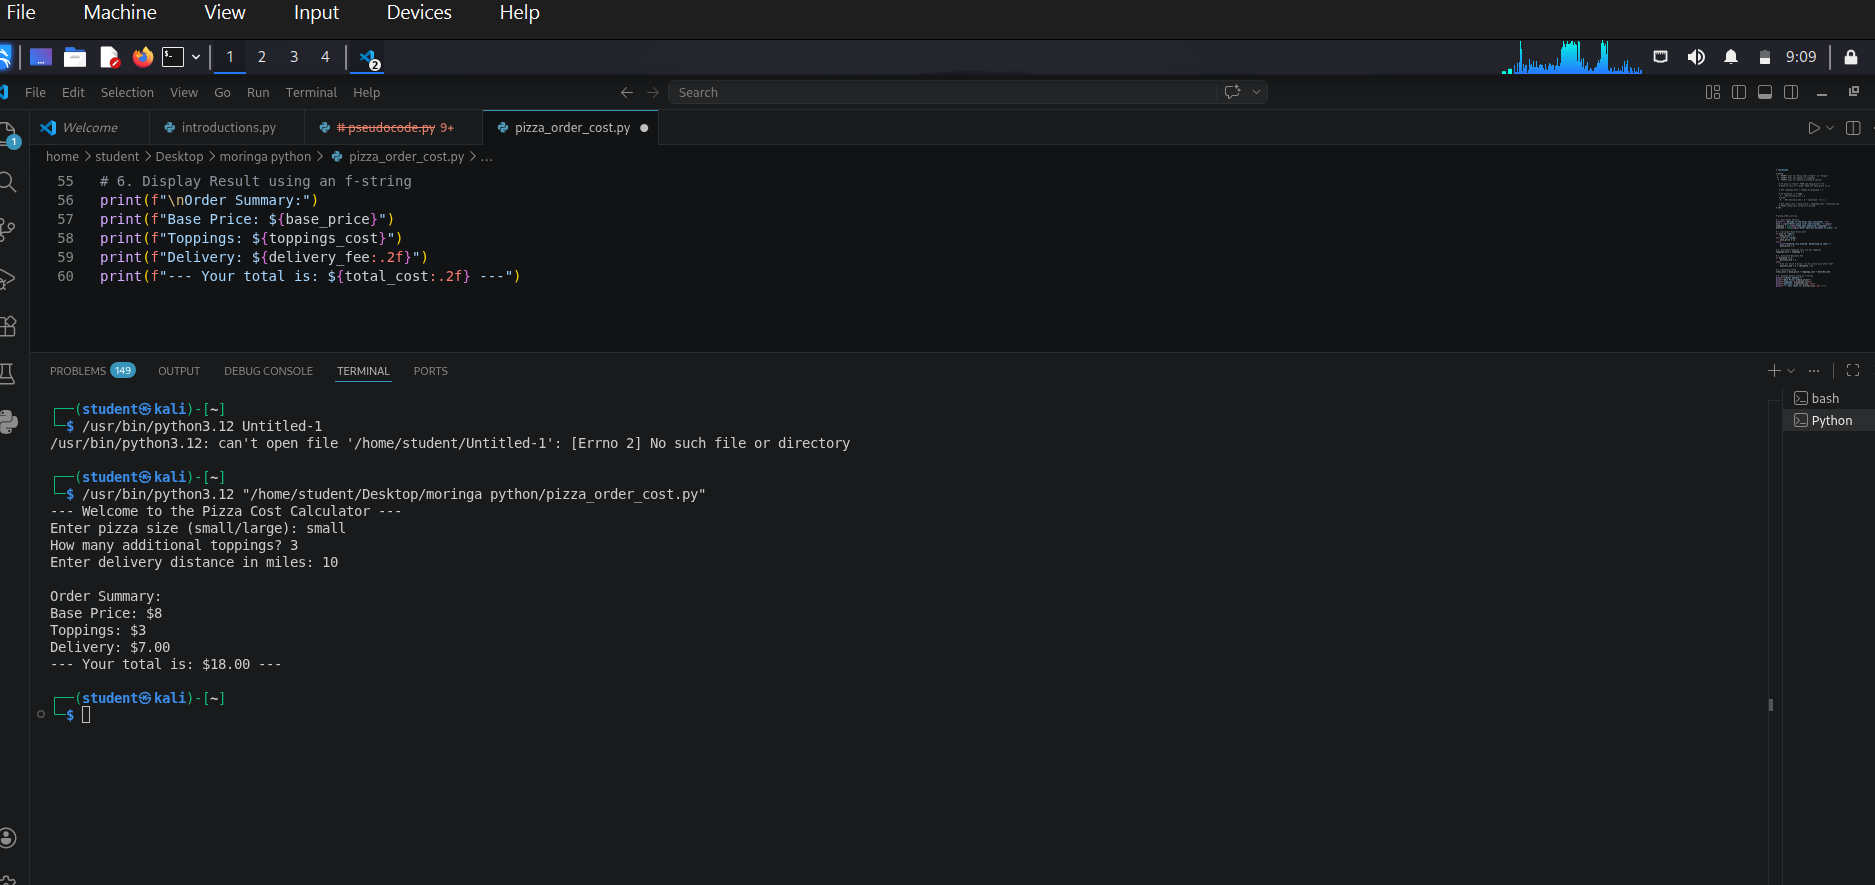 File Machine View Input Devices Help
1 2 3 4 2 9:09
File Edit Selection View Go Run Terminal Help Search
1
Welcome introductions.py # pseudocode.py 9+ pizza_order_cost.py
home > student > Desktop > moringa python > pizza_order_cost.py > ...
55 # 6. Display Result using an f-string
56 print(f"\nOrder Summary:")
57 print(f"Base Price: ${base_price}")
58 print(f"Toppings: ${toppings_cost}")
59 print(f"Delivery: ${delivery_fee:.2f}")
60 print(f"--- Your total is: ${total_cost:.2f} ---")
PROBLEMS 149 OUTPUT DEBUG CONSOLE TERMINAL PORTS
bash
Python
┌──(student㉿kali)-[~]
└─$ /usr/bin/python3.12 Untitled-1
/usr/bin/python3.12: can't open file '/home/student/Untitled-1': [Errno 2] No such file or directory
┌──(student㉿kali)-[~]
└─$ /usr/bin/python3.12 "/home/student/Desktop/moringa python/pizza_order_cost.py"
--- Welcome to the Pizza Cost Calculator ---
Enter pizza size (small/large): small
How many additional toppings? 3
Enter delivery distance in miles: 10
Order Summary:
Base Price: $8
Toppings: $3
Delivery: $7.00
--- Your total is: $18.00 ---
┌──(student㉿kali)-[~]
└─$